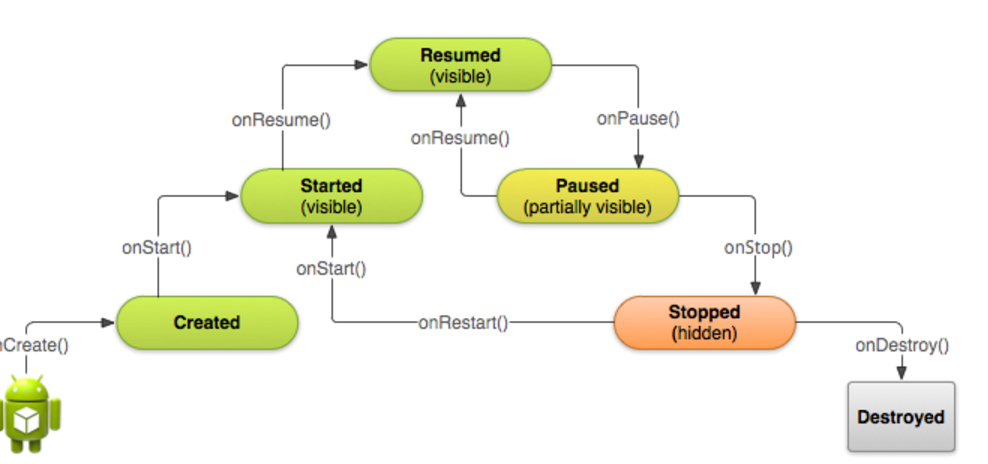 Resumed
(visible)
onResume()
onResume()
onPause()
Started
(visible)
Paused
(partially visible)
onStart()
onStart()
onStop()
Created
onRestart()
Stopped
(hidden)
nCreate()
onDestroy()
Destroyed